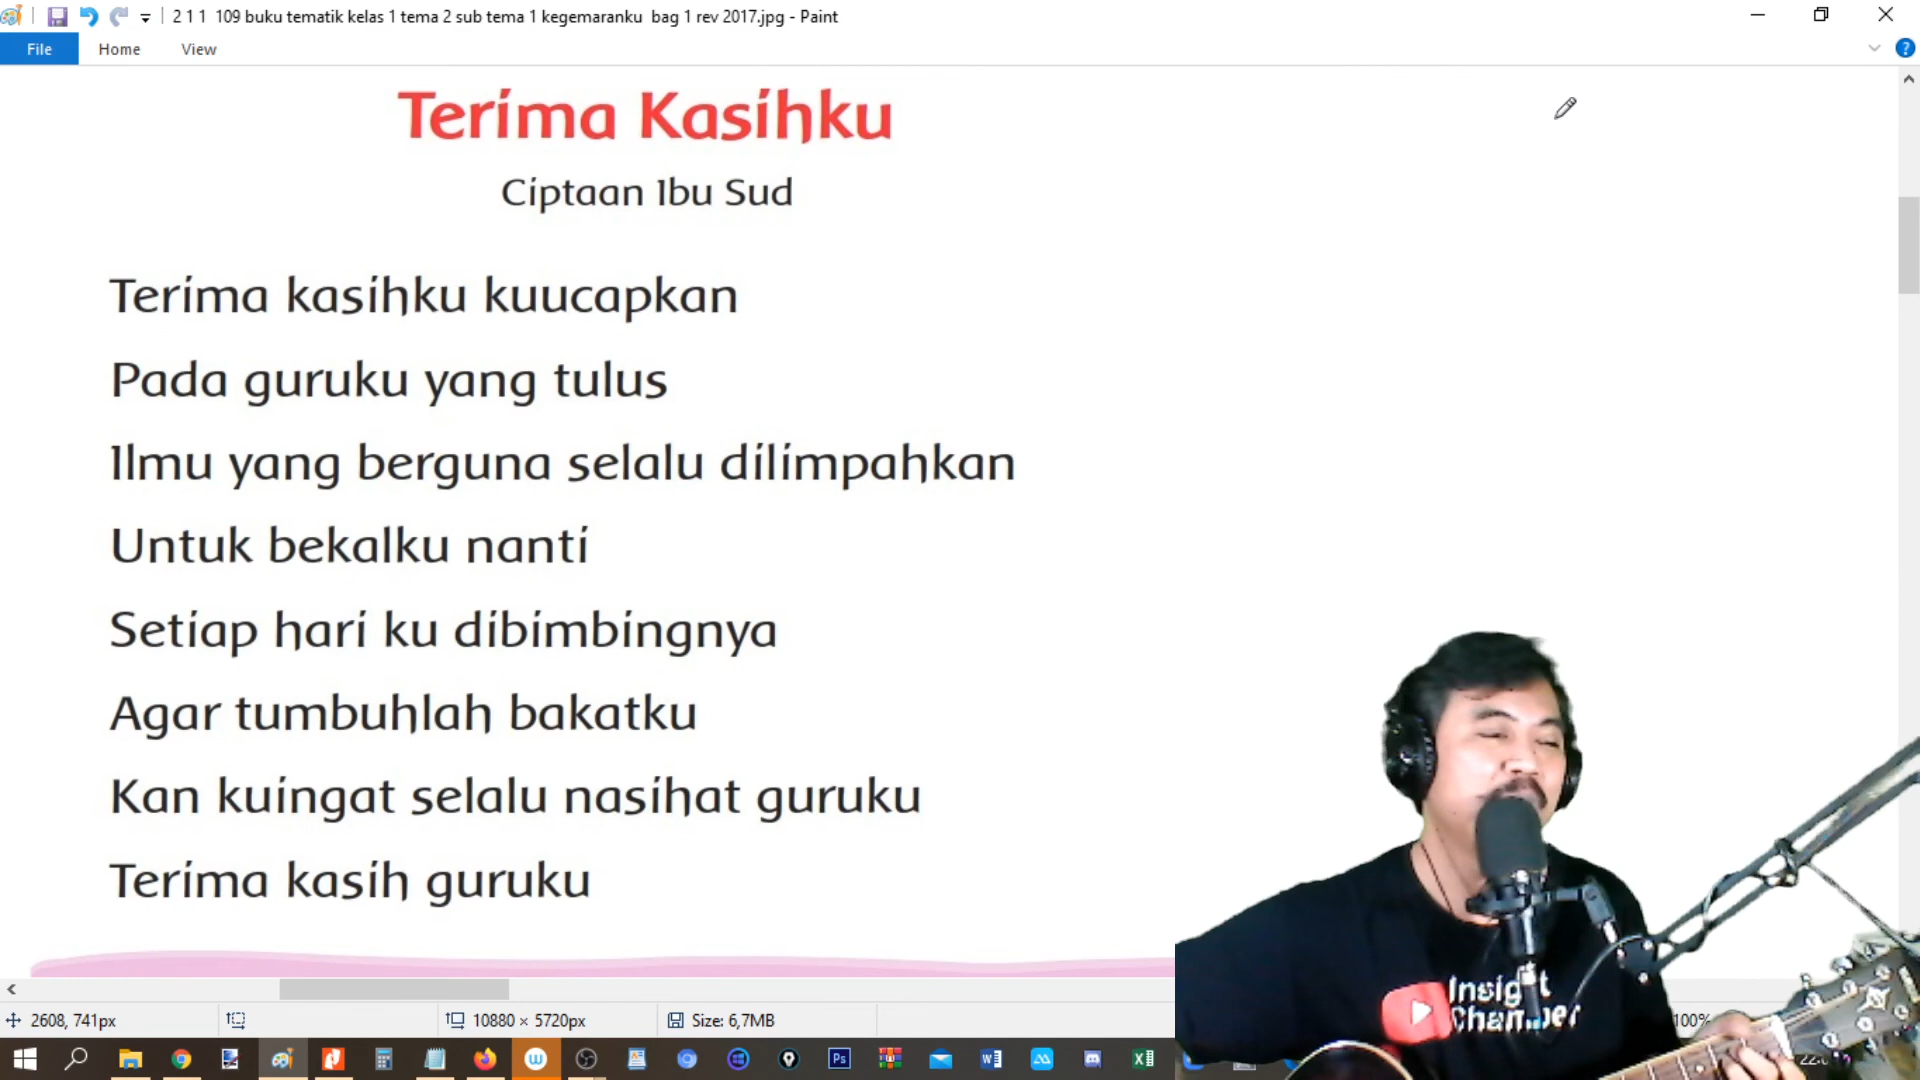 2 1 1  109 buku tematik kelas 1 tema 2 sub tema 1 kegemaranku  bag 1 rev 2017.jpg - Paint
File Home View
Terima Kasihku
Ciptaan Ibu Sud
Terima kasihku kuucapkan
Pada guruku yang tulus
Ilmu yang berguna selalu dilimpahkan
Untuk bekalku nanti
Setiap hari ku dibimbingnya
Agar tumbuhlah bakatku
Kan kuingat selalu nasihat guruku
Terima kasih guruku
Insight
Chamber
2608, 741px 10880 × 5720px Size: 6,7MB 100%
Ps